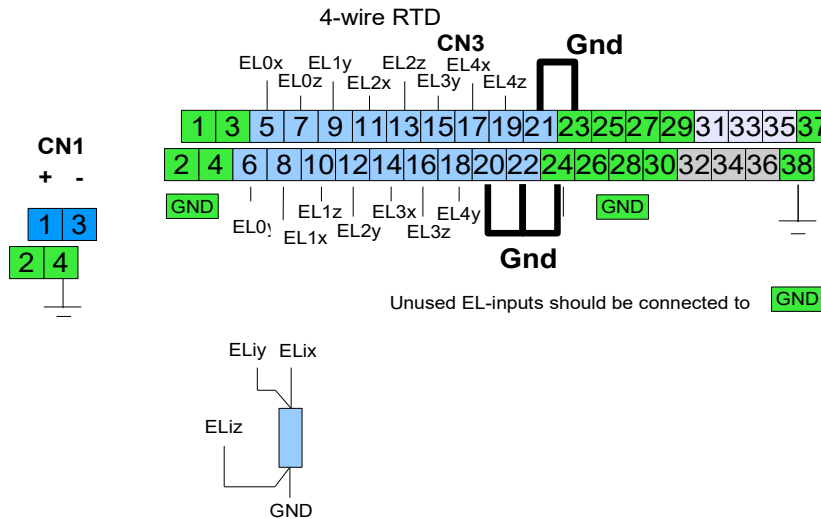 4-wire RTD
CN3
Gnd
EL1y EL2z EL4x
EL0x EL0z EL2x EL3y EL4z
1 3 5 7 9 11 13 15 17 19 21 23 25 27 29 31 33 35 37
CN1
+ -
2 4 6 8 10 12 14 16 18 20 22 24 26 28 30 32 34 36 38
GND
GND
EL1z EL3x EL4y
EL0y EL1x EL2y EL3z
1 3
2 4
Gnd
Unused EL-inputs should be connected to GND
ELiy ELix
ELiz
GND